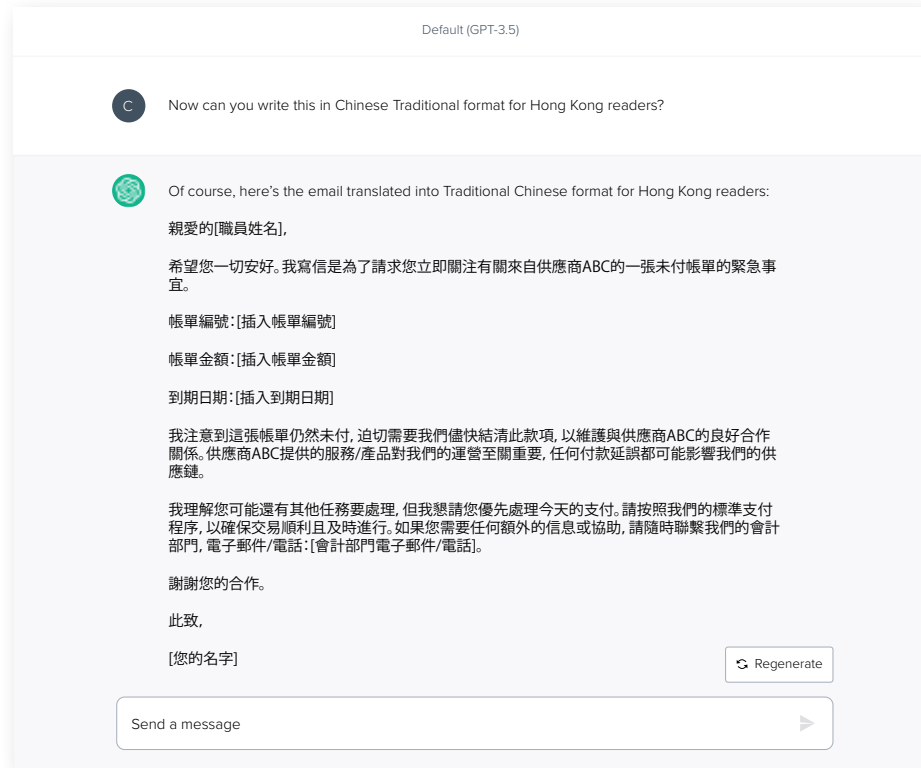 Default (GPT-3.5)
C
Now can you write this in Chinese Traditional format for Hong Kong readers?
Of course, here's the email translated into Traditional Chinese format for Hong Kong readers:
親愛的[職員姓名],
希望您一切安好。我寫信是為了請求您立即關注有關來自供應商ABC的一張未付帳單的緊急事
宜。
帳單編號:[插入帳單編號]
帳單金額:[插入帳單金額]
到期日期:[插入到期日期]
我注意到這張帳單仍然未付, 迫切需要我們儘快結清此款項, 以維護與供應商ABC的良好合作
關係。供應商ABC提供的服務/產品對我們的運營至關重要, 任何付款延誤都可能影響我們的供
應鏈。
我理解您可能還有其他任務要處理, 但我懇請您優先處理今天的支付。請按照我們的標準支付
程序, 以確保交易順利且及時進行。如果您需要任何額外的信息或協助, 請隨時聯繫我們的會計
部門, 電子郵件/電話:[會計部門電子郵件/電話]。
謝謝您的合作。
此致,
[您的名字]
Regenerate
Send a message